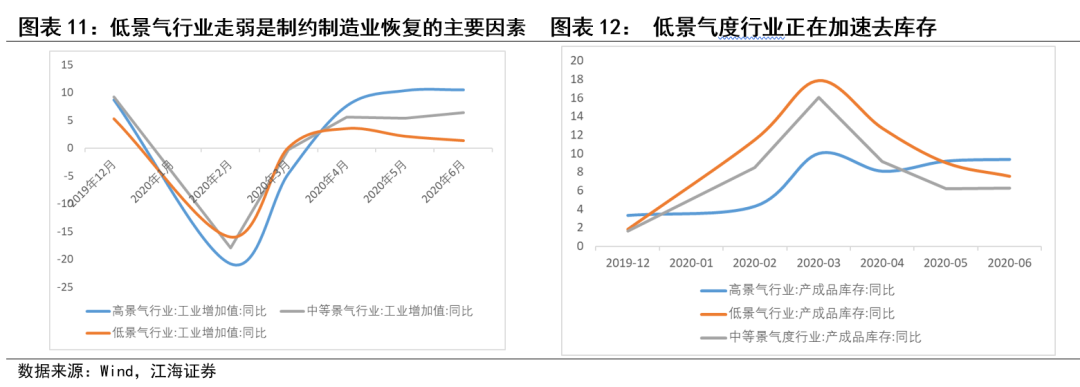 图表 11：低景气行业走弱是制约制造业恢复的主要因素
15
10
5
0
-5
-10
-15
-20
-25
2019年12月
2020年1月
2020年2月
2020年3月
2020年4月
2020年5月
2020年6月
高景气行业:工业增加值:同比
中等景气行业:工业增加值:同比
低景气行业:工业增加值:同比
图表 12： 低景气度行业正在加速去库存
20
18
16
14
12
10
8
6
4
2
0
2019-12
2020-01
2020-02
2020-03
2020-04
2020-05
2020-06
高景气行业:产成品库存:同比
低景气行业:产成品库存:同比
中等景气度行业:产成品库存:同比
数据来源：Wind，江海证券